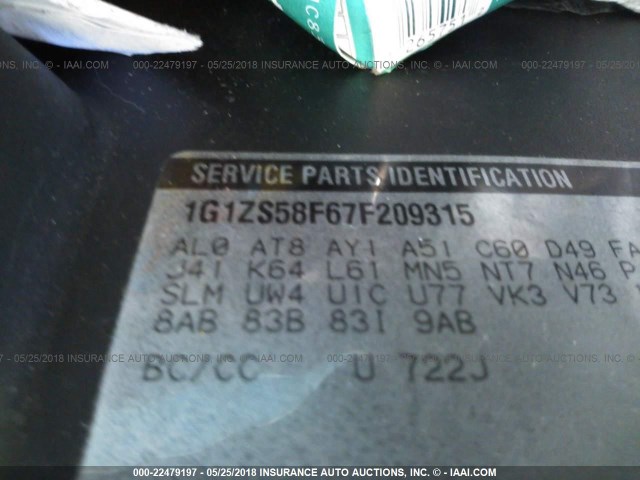 000-22479197 - 05/25/2018 INSURANCE AUTO AUCTIONS, INC. - © - IAAI.COM
SERVICE PARTS IDENTIFICATION
1G1ZS58F67F209315
AL0 AT8 AY1 A51 C60 D49 FA
J41 K64 L61 MN5 NT7 N46 P
SLM UW4 U1C U77 VK3 V73
8AB 83B 83I 9AB
BC/CC U 722J
000-22479197 - 05/25/2018 INSURANCE AUTO AUCTIONS, INC. - © - IAAI.COM